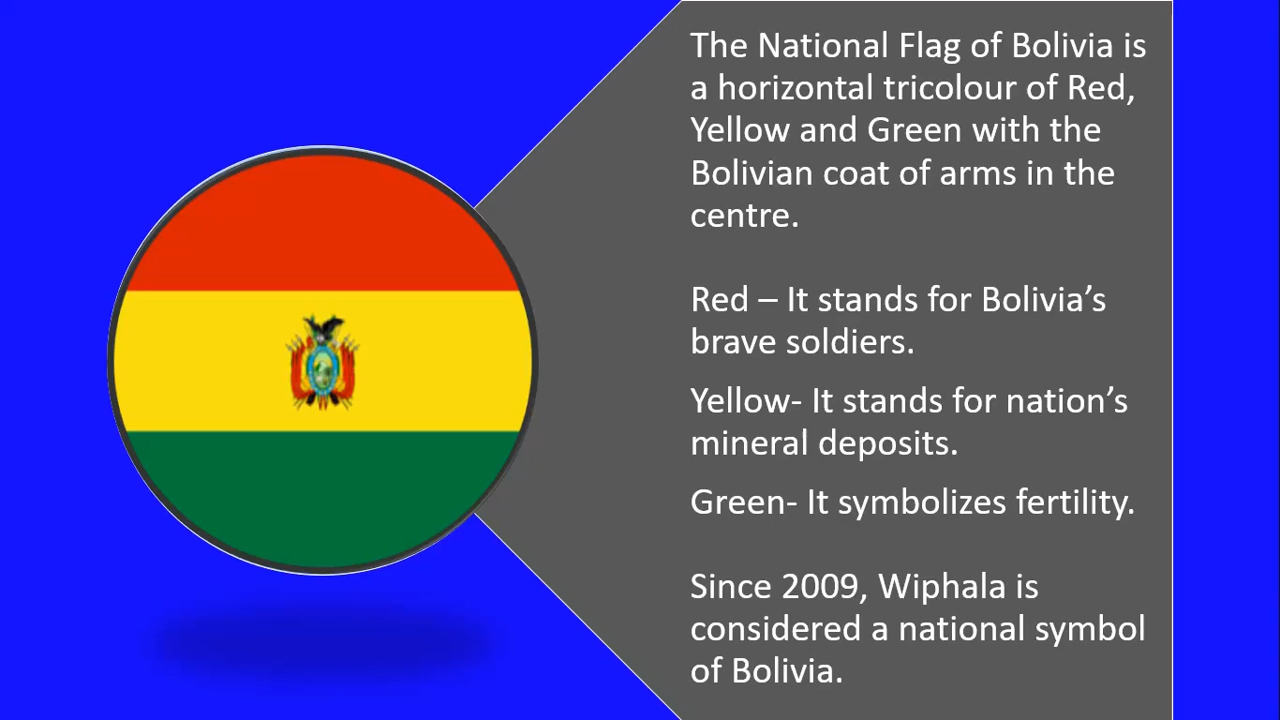 The National Flag of Bolivia is
a horizontal tricolour of Red,
Yellow and Green with the
Bolivian coat of arms in the
centre.
Red – It stands for Bolivia’s
brave soldiers.
Yellow- It stands for nation’s
mineral deposits.
Green- It symbolizes fertility.
Since 2009, Wiphala is
considered a national symbol
of Bolivia.